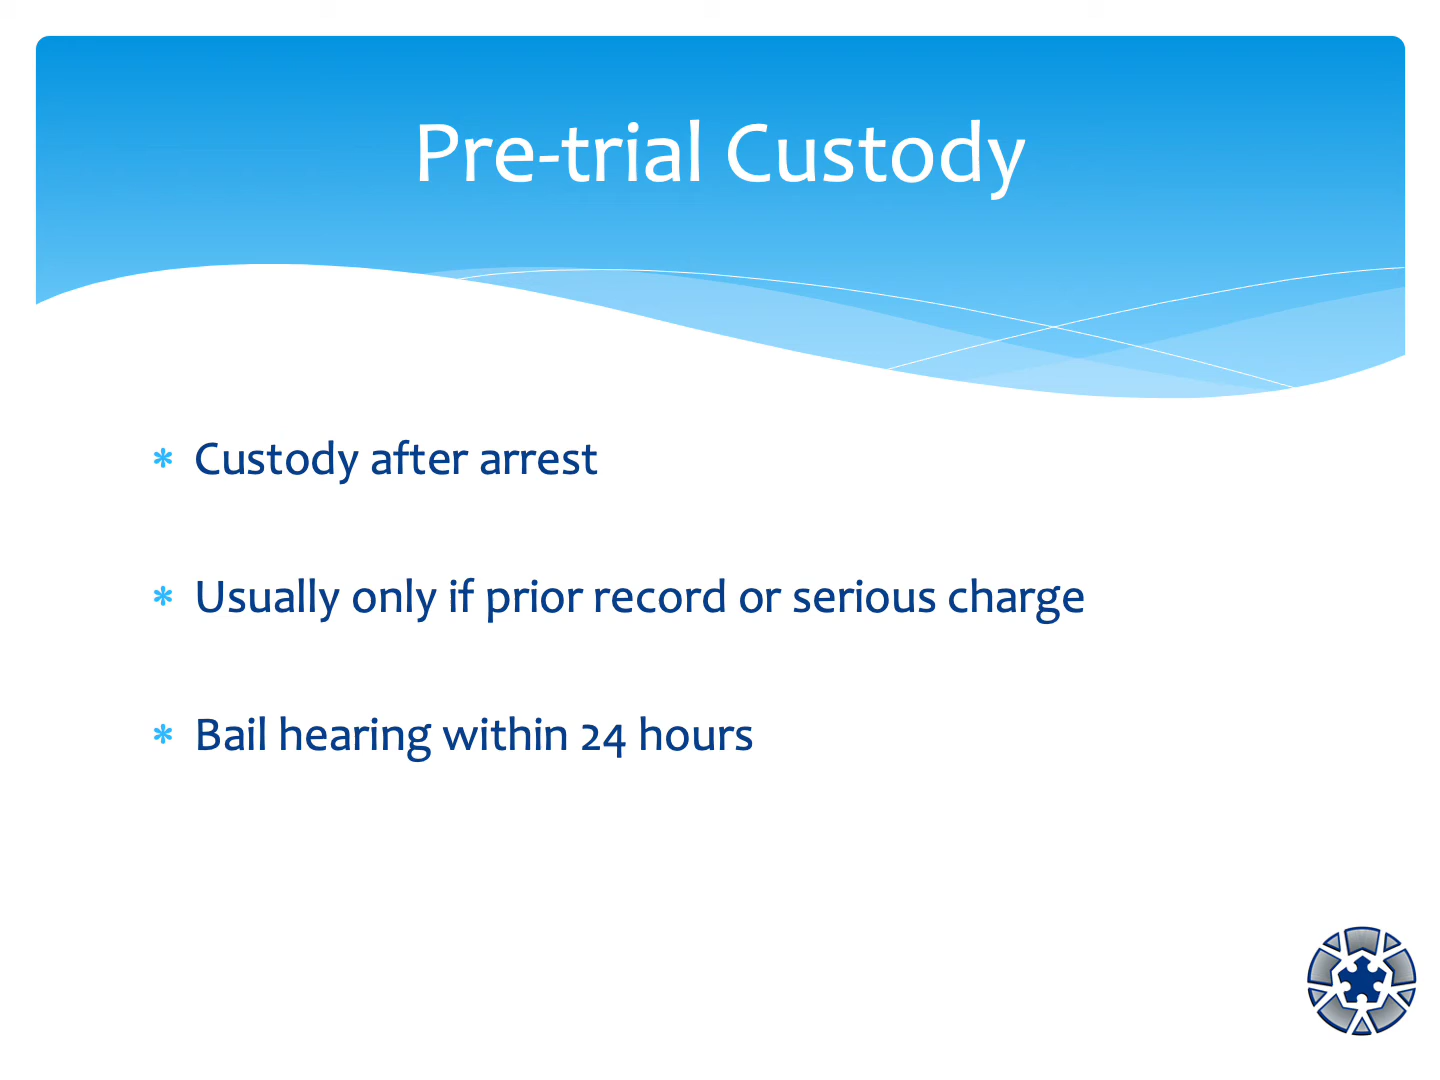 Pre-trial Custody
* Custody after arrest
* Usually only if prior record or serious charge
* Bail hearing within 24 hours